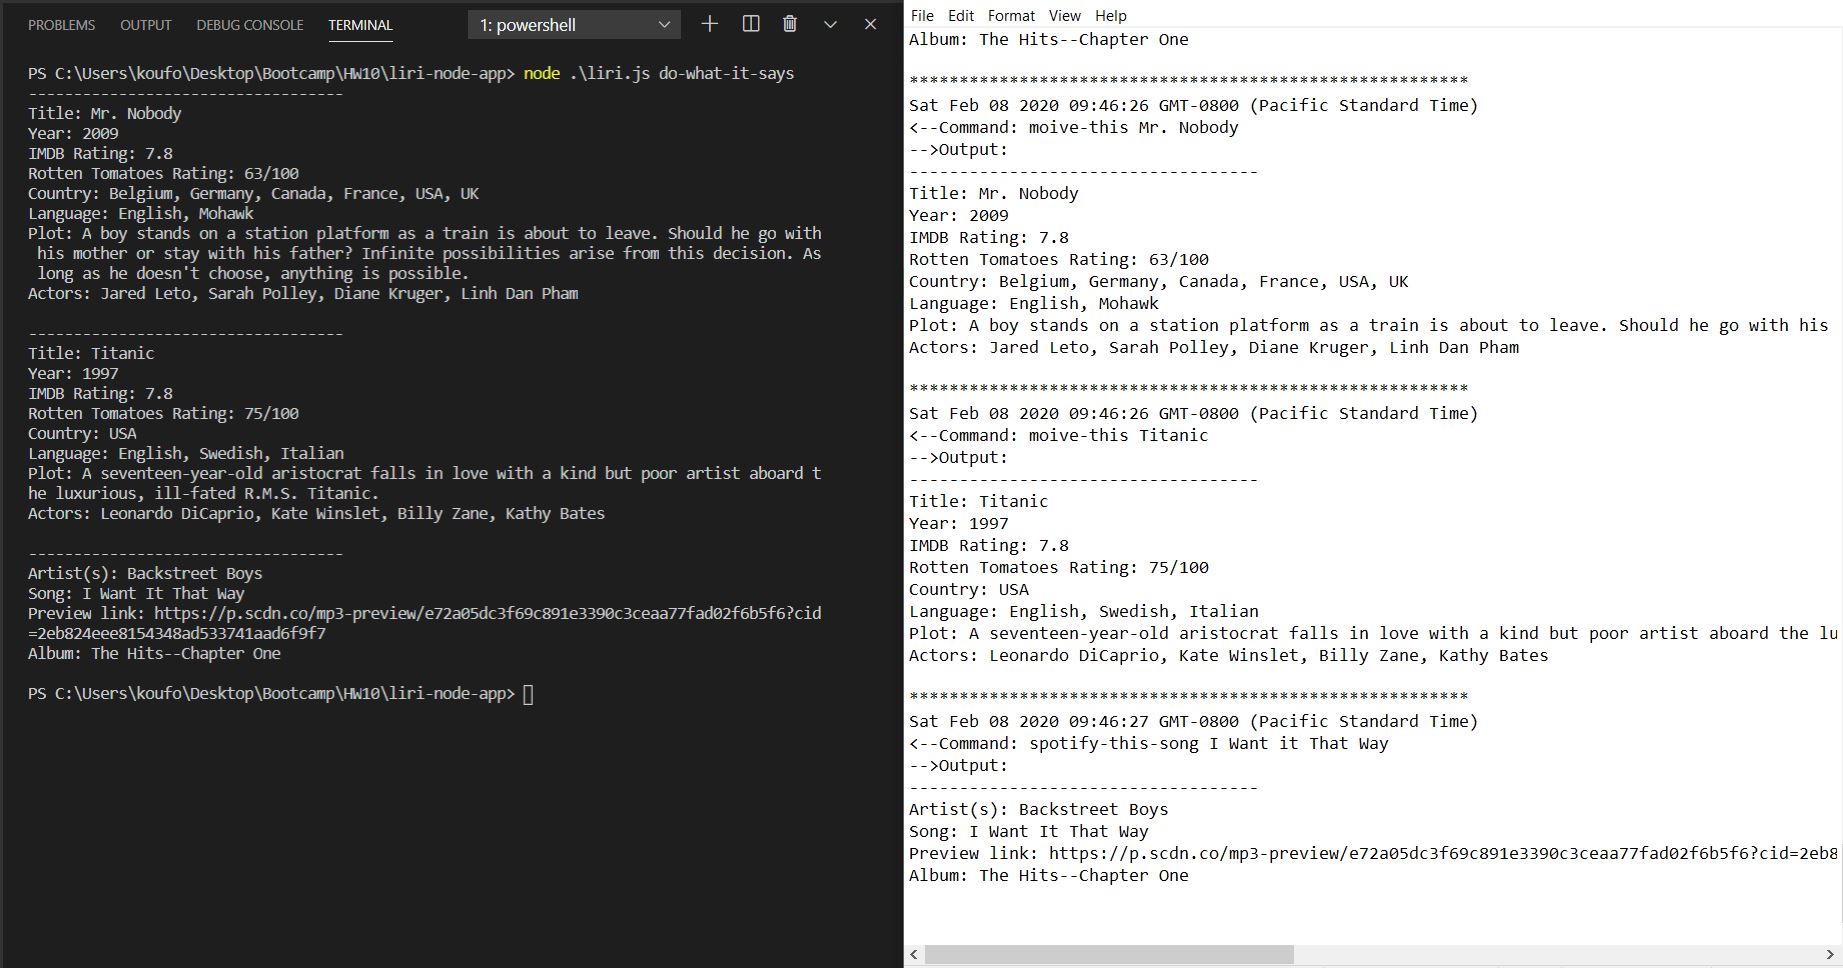 PROBLEMS OUTPUT DEBUG CONSOLE TERMINAL 1: powershell
PS C:\Users\koufo\Desktop\Bootcamp\HW10\liri-node-app> node .\liri.js do-what-it-says
-----------------------------------
Title: Mr. Nobody
Year: 2009
IMDB Rating: 7.8
Rotten Tomatoes Rating: 63/100
Country: Belgium, Germany, Canada, France, USA, UK
Language: English, Mohawk
Plot: A boy stands on a station platform as a train is about to leave. Should he go with
his mother or stay with his father? Infinite possibilities arise from this decision. As
long as he doesn't choose, anything is possible.
Actors: Jared Leto, Sarah Polley, Diane Kruger, Linh Dan Pham
-----------------------------------
Title: Titanic
Year: 1997
IMDB Rating: 7.8
Rotten Tomatoes Rating: 75/100
Country: USA
Language: English, Swedish, Italian
Plot: A seventeen-year-old aristocrat falls in love with a kind but poor artist aboard t
he luxurious, ill-fated R.M.S. Titanic.
Actors: Leonardo DiCaprio, Kate Winslet, Billy Zane, Kathy Bates
-----------------------------------
Artist(s): Backstreet Boys
Song: I Want It That Way
Preview link: https://p.scdn.co/mp3-preview/e72a05dc3f69c891e3390c3ceaa77fad02f6b5f6?cid
=2eb824eee8154348ad533741aad6f9f7
Album: The Hits--Chapter One
PS C:\Users\koufo\Desktop\Bootcamp\HW10\liri-node-app>
File Edit Format View Help
Album: The Hits--Chapter One
********************************************************
Sat Feb 08 2020 09:46:26 GMT-0800 (Pacific Standard Time)
<--Command: moive-this Mr. Nobody
-->Output:
-----------------------------------
Title: Mr. Nobody
Year: 2009
IMDB Rating: 7.8
Rotten Tomatoes Rating: 63/100
Country: Belgium, Germany, Canada, France, USA, UK
Language: English, Mohawk
Plot: A boy stands on a station platform as a train is about to leave. Should he go with his
Actors: Jared Leto, Sarah Polley, Diane Kruger, Linh Dan Pham
********************************************************
Sat Feb 08 2020 09:46:26 GMT-0800 (Pacific Standard Time)
<--Command: moive-this Titanic
-->Output:
-----------------------------------
Title: Titanic
Year: 1997
IMDB Rating: 7.8
Rotten Tomatoes Rating: 75/100
Country: USA
Language: English, Swedish, Italian
Plot: A seventeen-year-old aristocrat falls in love with a kind but poor artist aboard the lu
Actors: Leonardo DiCaprio, Kate Winslet, Billy Zane, Kathy Bates
********************************************************
Sat Feb 08 2020 09:46:27 GMT-0800 (Pacific Standard Time)
<--Command: spotify-this-song I Want it That Way
-->Output:
-----------------------------------
Artist(s): Backstreet Boys
Song: I Want It That Way
Preview link: https://p.scdn.co/mp3-preview/e72a05dc3f69c891e3390c3ceaa77fad02f6b5f6?cid=2eb8
Album: The Hits--Chapter One